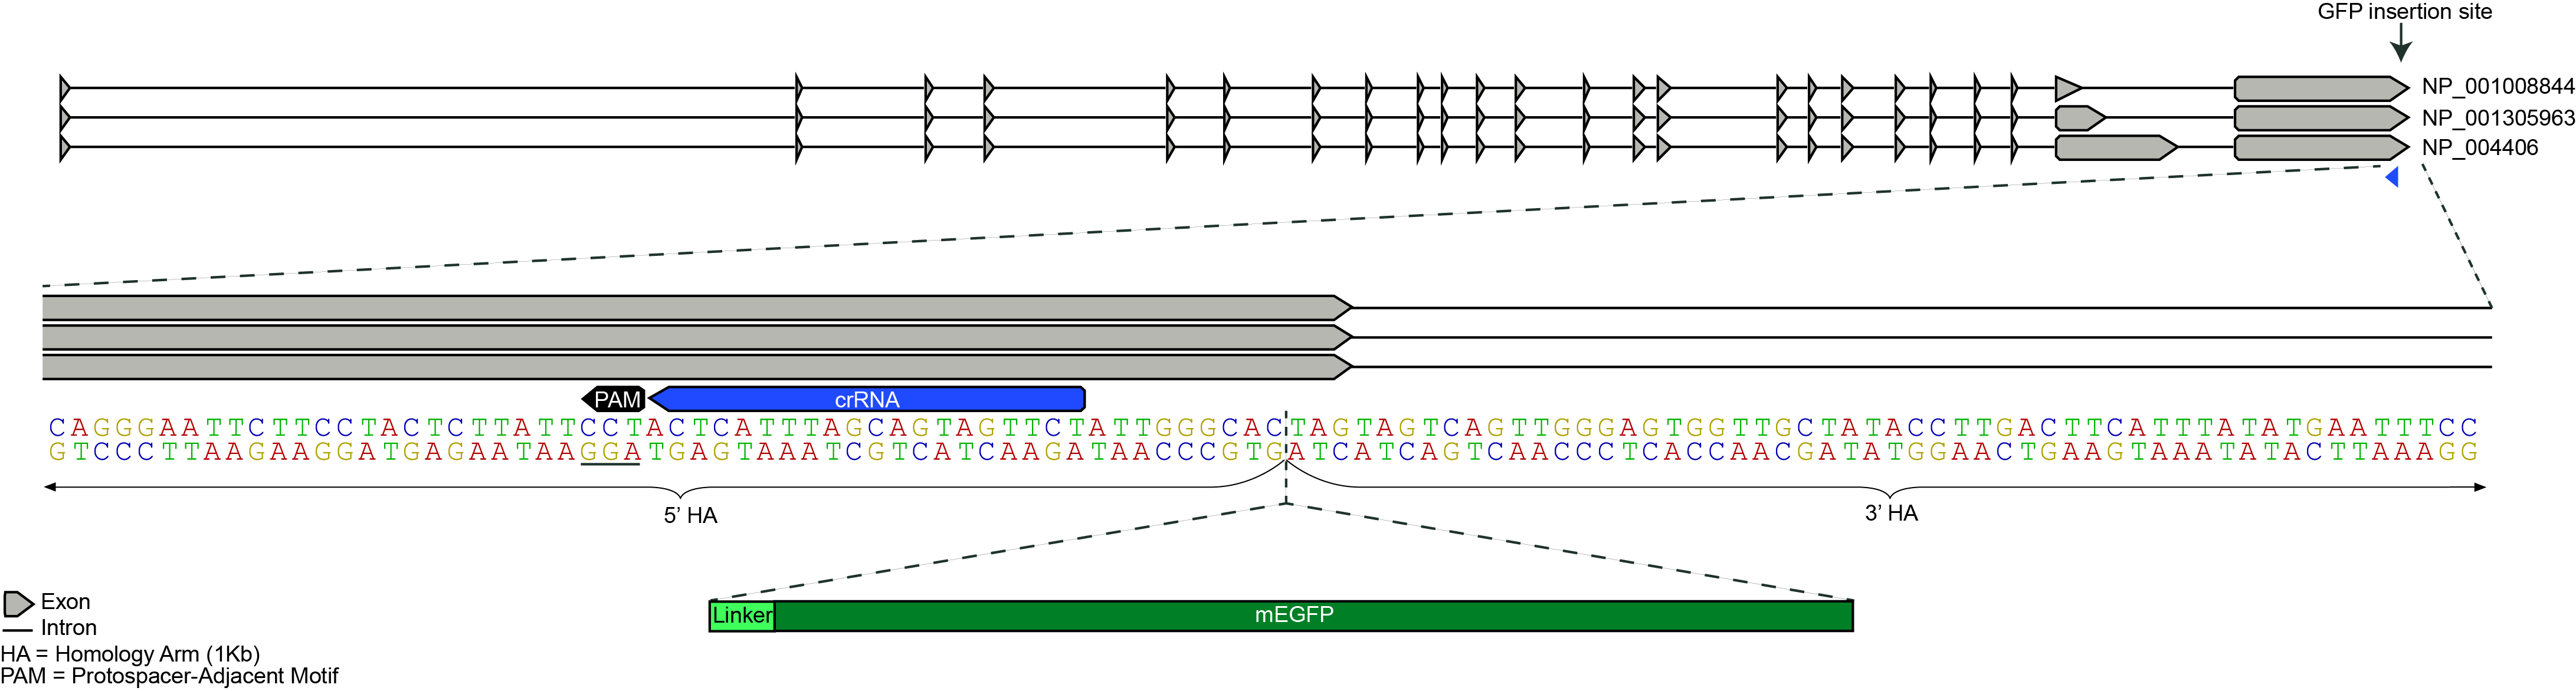 GFP insertion site
NP_001008844
NP_001305963
NP_004406
PAM
crRNA
CAGGGAATTCTTCCTACTCTTATTCCTACTCATTTAGCAGTAGTTCTATTGGGCACTAGTAGTCAGTTGGGAGTGGTTGCTATACCTTGACTTCATTTATATGAATTTCC
GTCCCTTAAGAAGGATGAGAATAAGGATGAGTAAATCGTCATCAAGATAACCCGTGATCATCAGTCAACCCTCACCAACGATATGGAACTGAAGTAAATATACTTAAAGG
5’ HA
3’ HA
Linker
mEGFP
Exon
Intron
HA = Homology Arm (1Kb)
PAM = Protospacer-Adjacent Motif